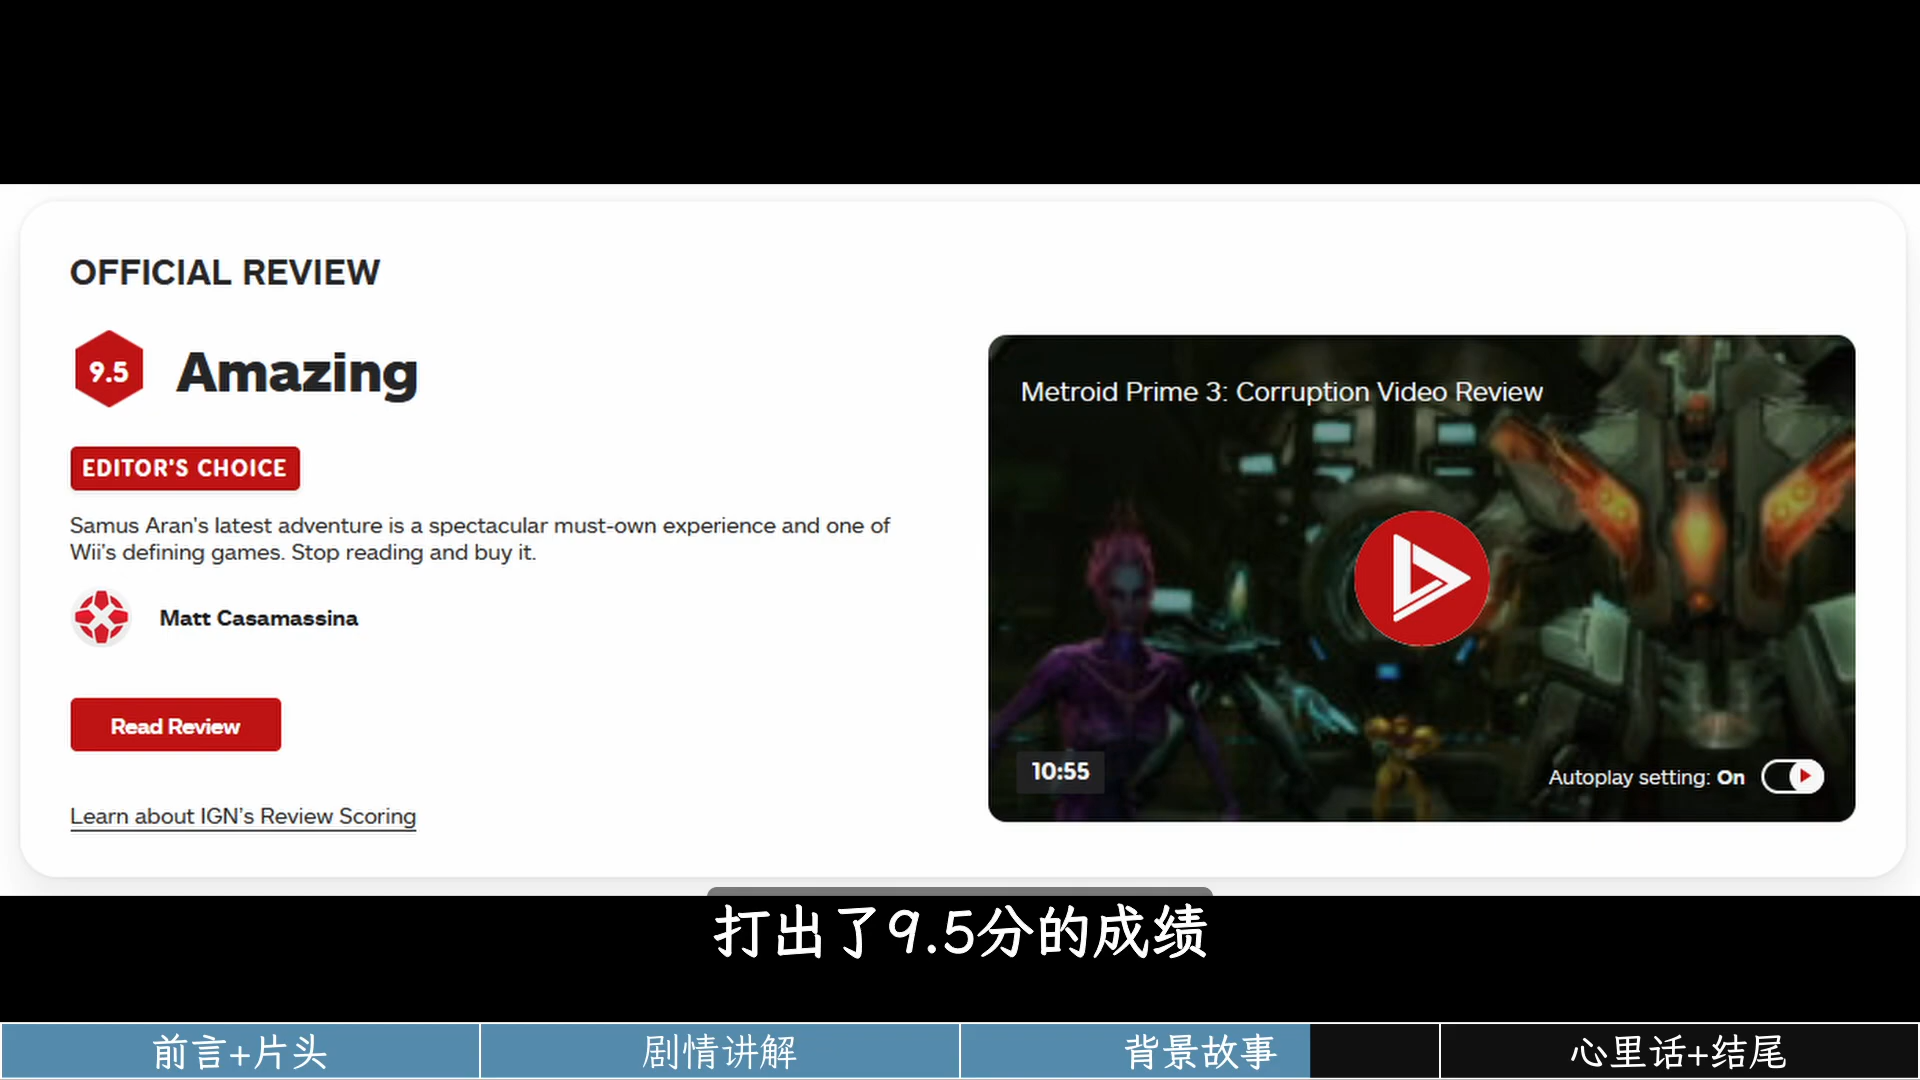 OFFICIAL REVIEW
9.5
Amazing
EDITOR'S CHOICE
Samus Aran's latest adventure is a spectacular must-own experience and one of
Wii's defining games. Stop reading and buy it.
Matt Casamassina
Read Review
Learn about IGN's Review Scoring
Metroid Prime 3: Corruption Video Review
10:55
Autoplay setting: On
打出了9.5分的成绩
前言+片头
剧情讲解
背景故事
心里话+结尾